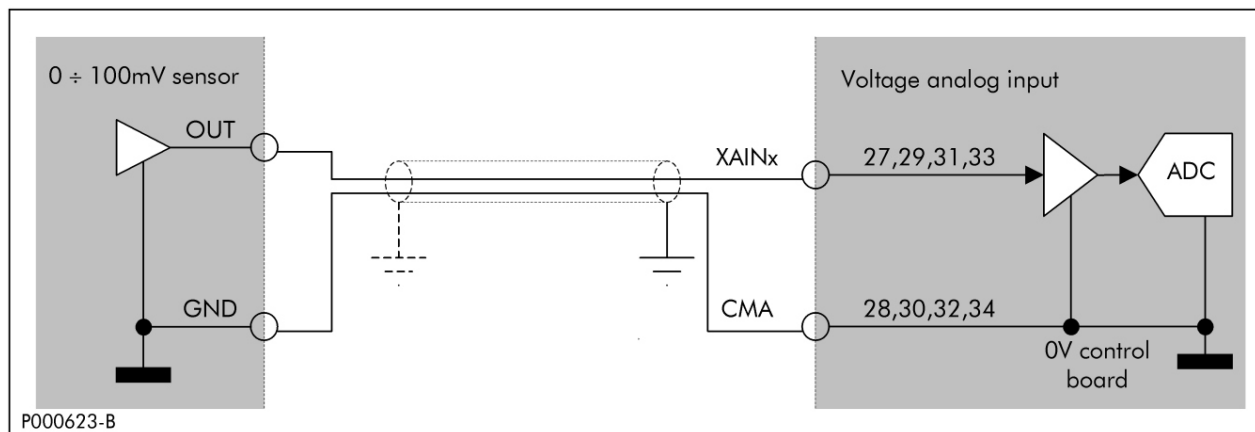 0 ÷ 100mV sensor
Voltage analog input
OUT
XAINx
27,29,31,33
ADC
GND
CMA
28,30,32,34
0V control
board
P000623-B